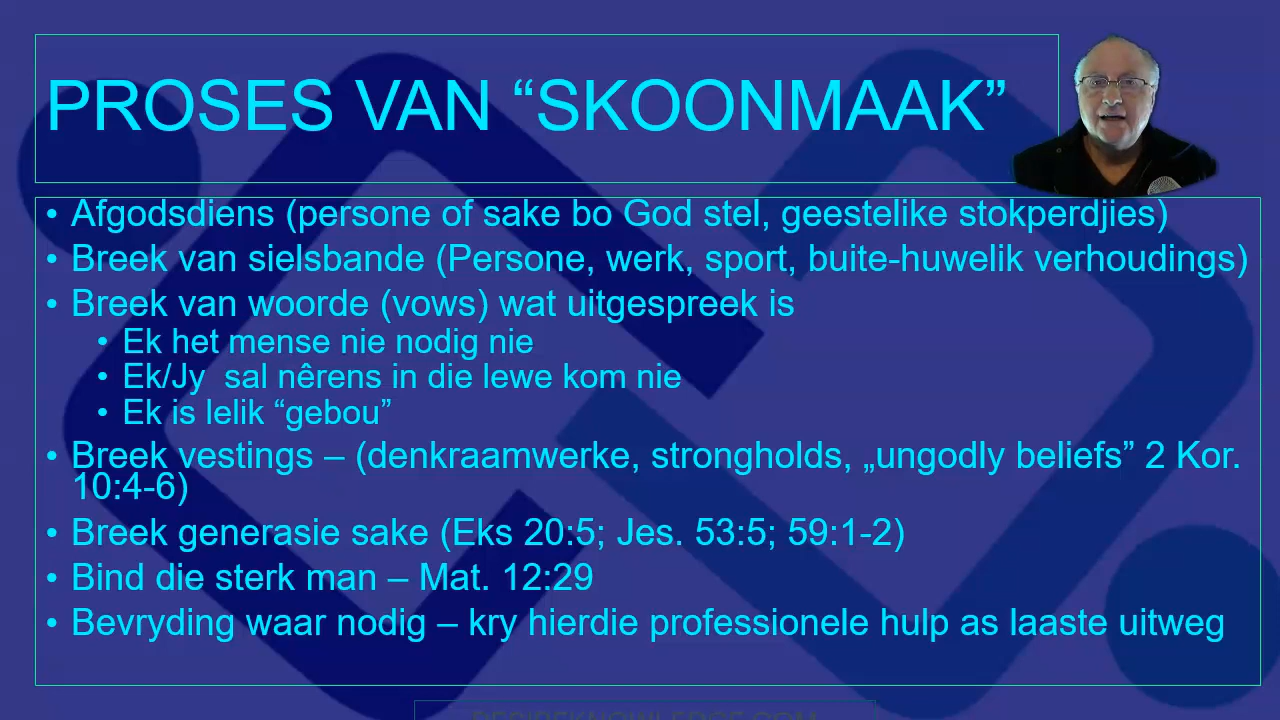 PROSES VAN “SKOONMAAK”
• Afgodsdiens (persone of sake bo God stel, geestelike stokperdjies)
• Breek van sielsbande (Persone, werk, sport, buite-huwelik verhoudings)
• Breek van woorde (vows) wat uitgespreek is
• Ek het mense nie nodig nie
• Ek/Jy  sal nêrens in die lewe kom nie
• Ek is lelik “gebou”
• Breek vestings – (denkraamwerke, strongholds, „ungodly beliefs” 2 Kor.
10:4-6)
• Breek generasie sake (Eks 20:5; Jes. 53:5; 59:1-2)
• Bind die sterk man – Mat. 12:29
• Bevryding waar nodig – kry hierdie professionele hulp as laaste uitweg